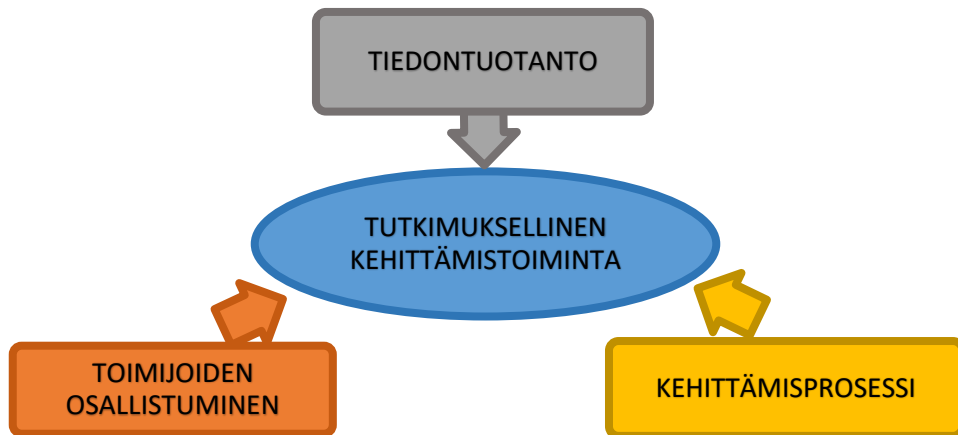 TIEDONTUOTANTO
TUTKIMUKSELLINEN
KEHITTÄMISTOIMINTA
TOIMIJOIDEN
OSALLISTUMINEN
KEHITTÄMISPROSESSI